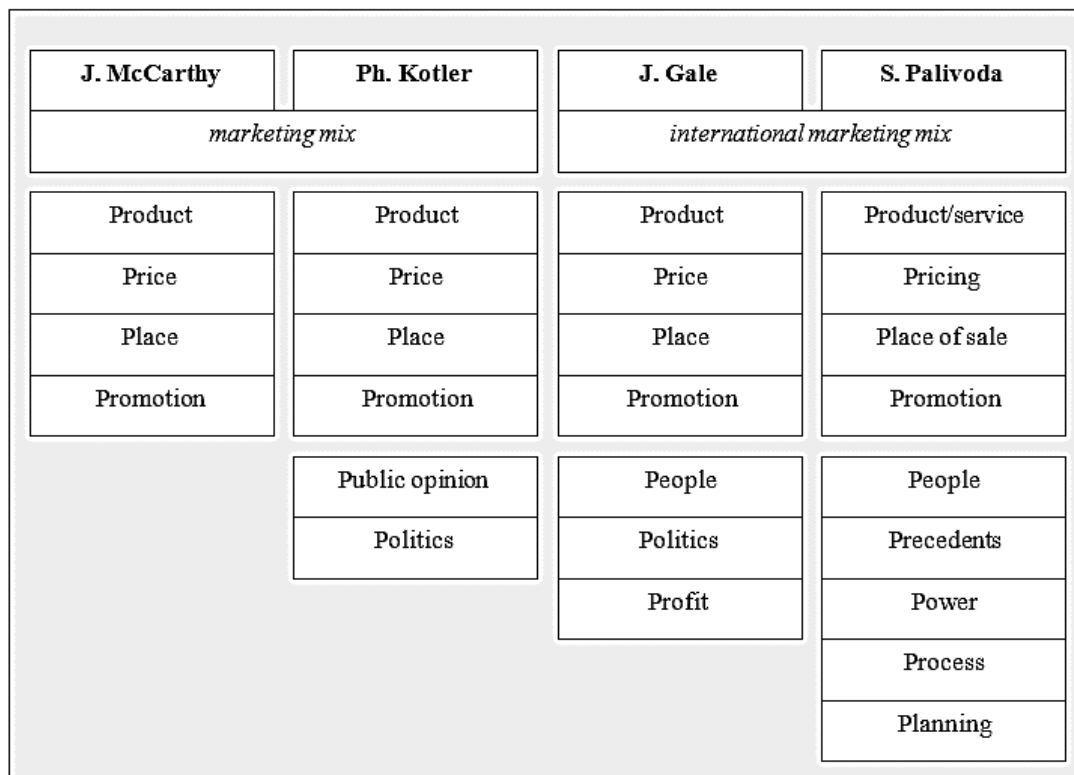 J. McCarthy
Ph. Kotler
J. Gale
S. Palivoda
marketing mix
international marketing mix
Product
Product
Product
Product/service
Price
Price
Price
Pricing
Place
Place
Place
Place of sale
Promotion
Promotion
Promotion
Promotion
Public opinion
People
People
Politics
Politics
Precedents
Profit
Power
Process
Planning